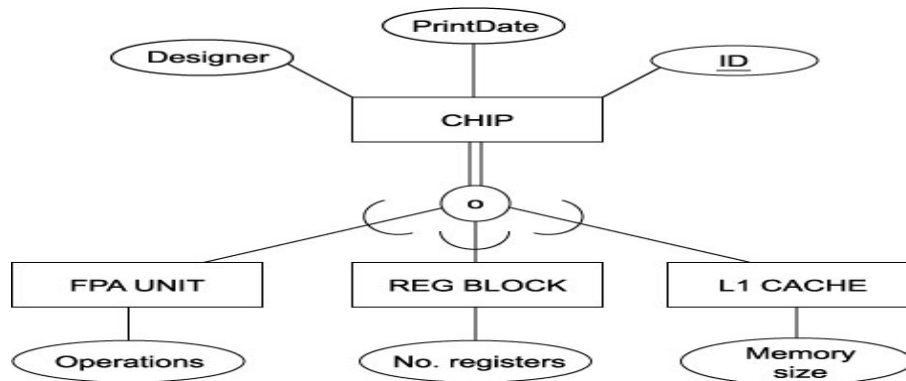 PrintDate
Designer
ID
CHIP
o
FPA UNIT
REG BLOCK
L1 CACHE
Operations
No. registers
Memory
size